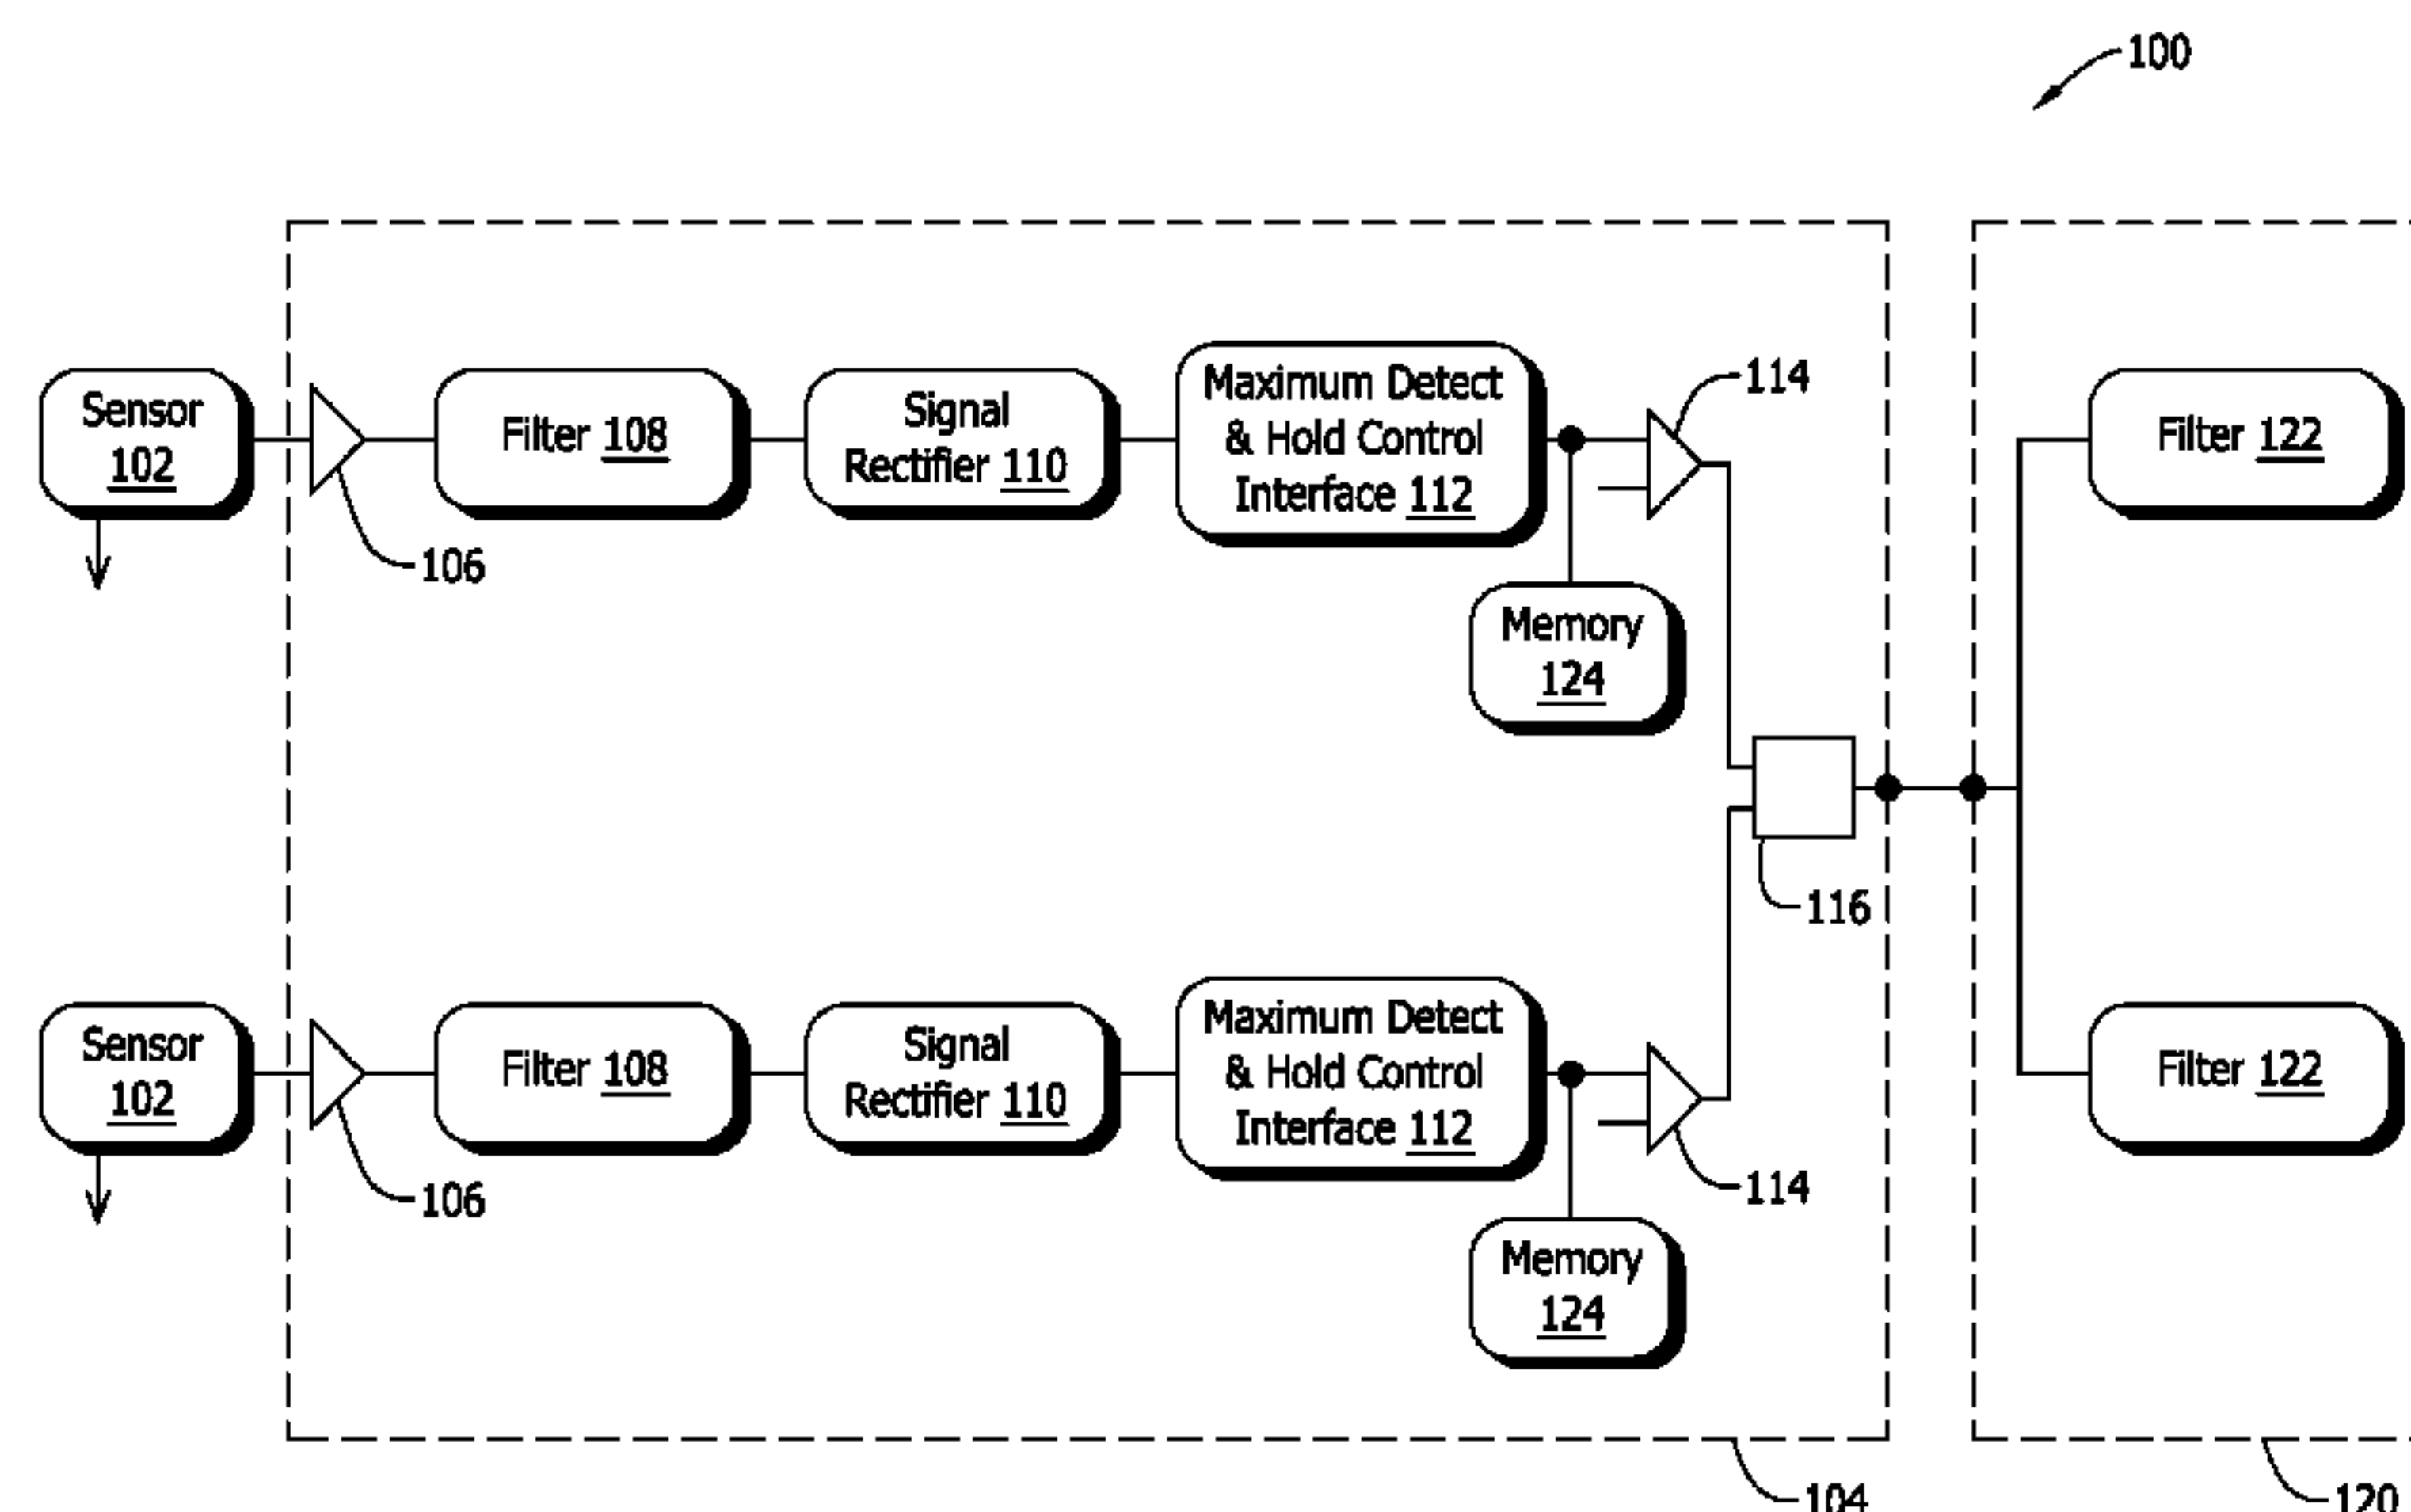 100
Sensor
102
106
Filter 108
Signal
Rectifier 110
Maximum Detect
& Hold Control
Interface 112
114
Memory
124
Filter 122
116
Sensor
102
106
Filter 108
Signal
Rectifier 110
Maximum Detect
& Hold Control
Interface 112
114
Memory
124
Filter 122
104
120